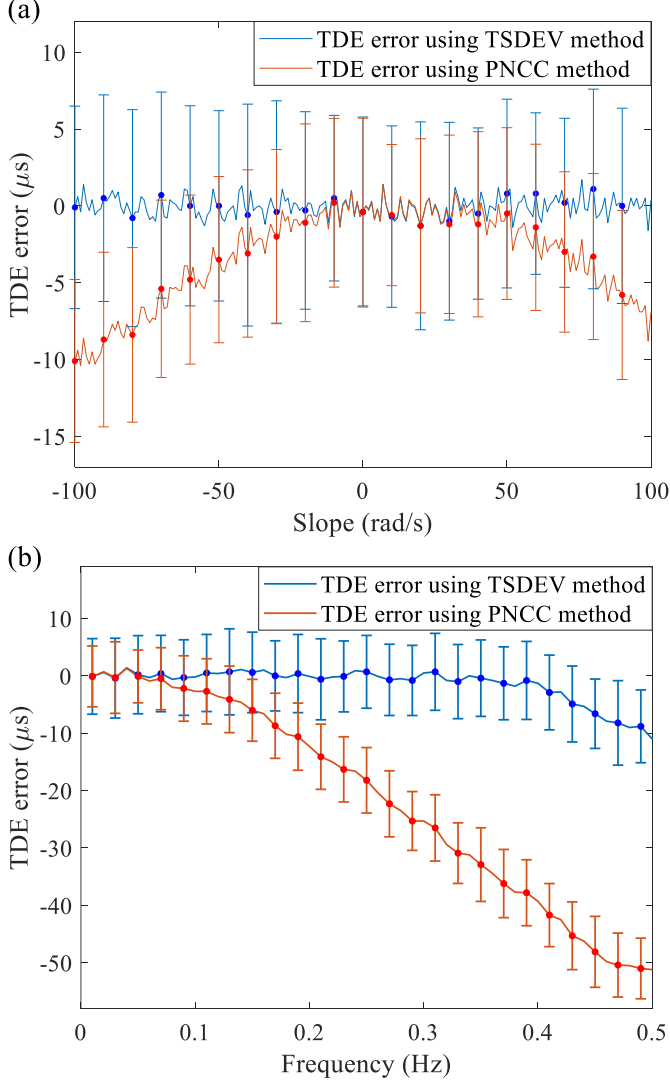 (a)
TDE error using TSDEV method
TDE error using PNCC method
10
5
0
-5
-10
-15
TDE error (μs)
-100
-50
0
50
100
Slope (rad/s)
(b)
TDE error using TSDEV method
TDE error using PNCC method
10
0
-10
-20
-30
-40
-50
TDE error (μs)
0
0.1
0.2
0.3
0.4
0.5
Frequency (Hz)